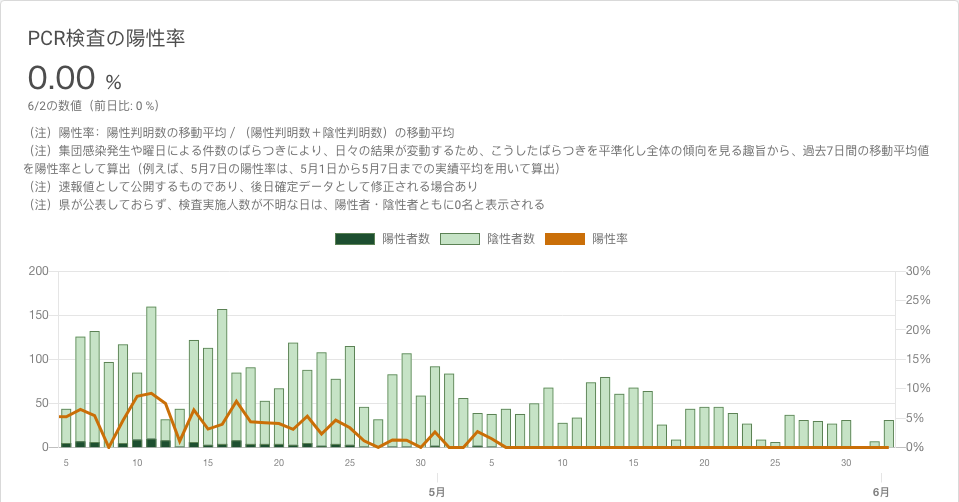 PCR検査の陽性率
0.00 %
6/2の数値（前日比: 0 %）
（注）陽性率：陽性判明数の移動平均 / （陽性判明数＋陰性判明数）の移動平均
（注）集団感染発生や曜日による件数のばらつきにより、日々の結果が変動するため、こうしたばらつきを平準化し全体の傾向を見る趣旨から、過去7日間の移動平均値
を陽性率として算出（例えば、5月7日の陽性率は、5月1日から5月7日までの実績平均を用いて算出）
（注）速報値として公開するものであり、後日確定データとして修正される場合あり
（注）県が公表しておらず、検査実施人数が不明な日は、陽性者・陰性者ともに0名と表示される
陽性者数 陰性者数 陽性率
200 30%
25%
150 20%
100 15%
10%
50 5%
0 0%
5 10 15 20 25 30 5 10 15 20 25 30
5月 6月